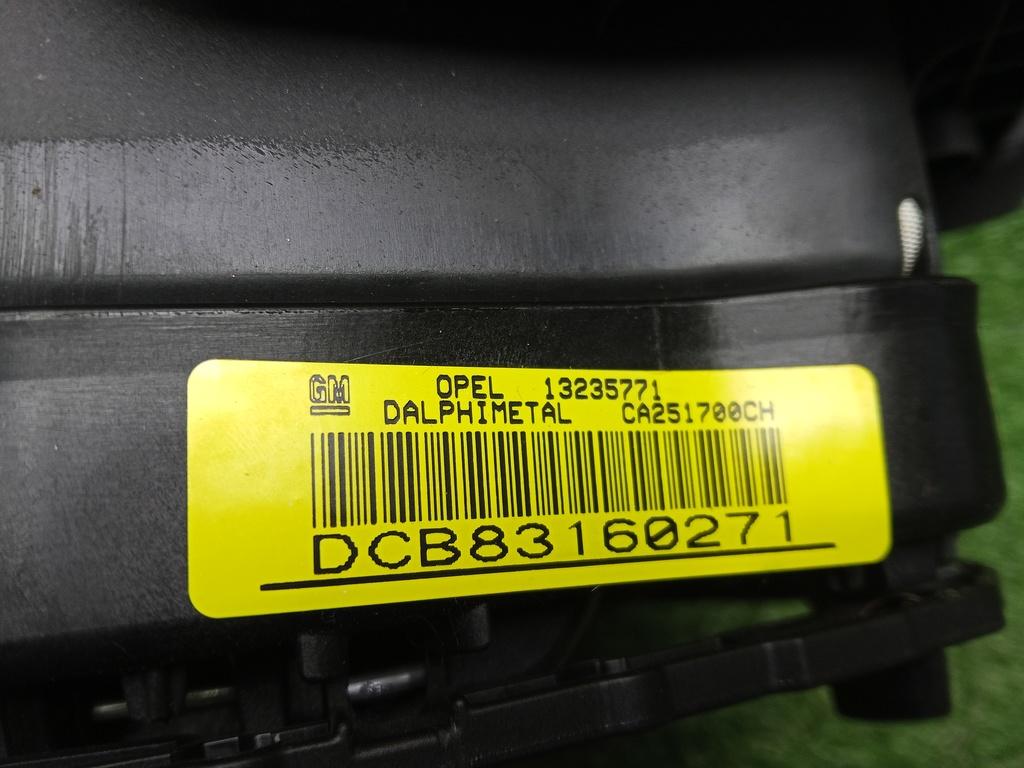 GM OPEL 13235771
DALPHIMETAL CA251700CH
DCB83160271